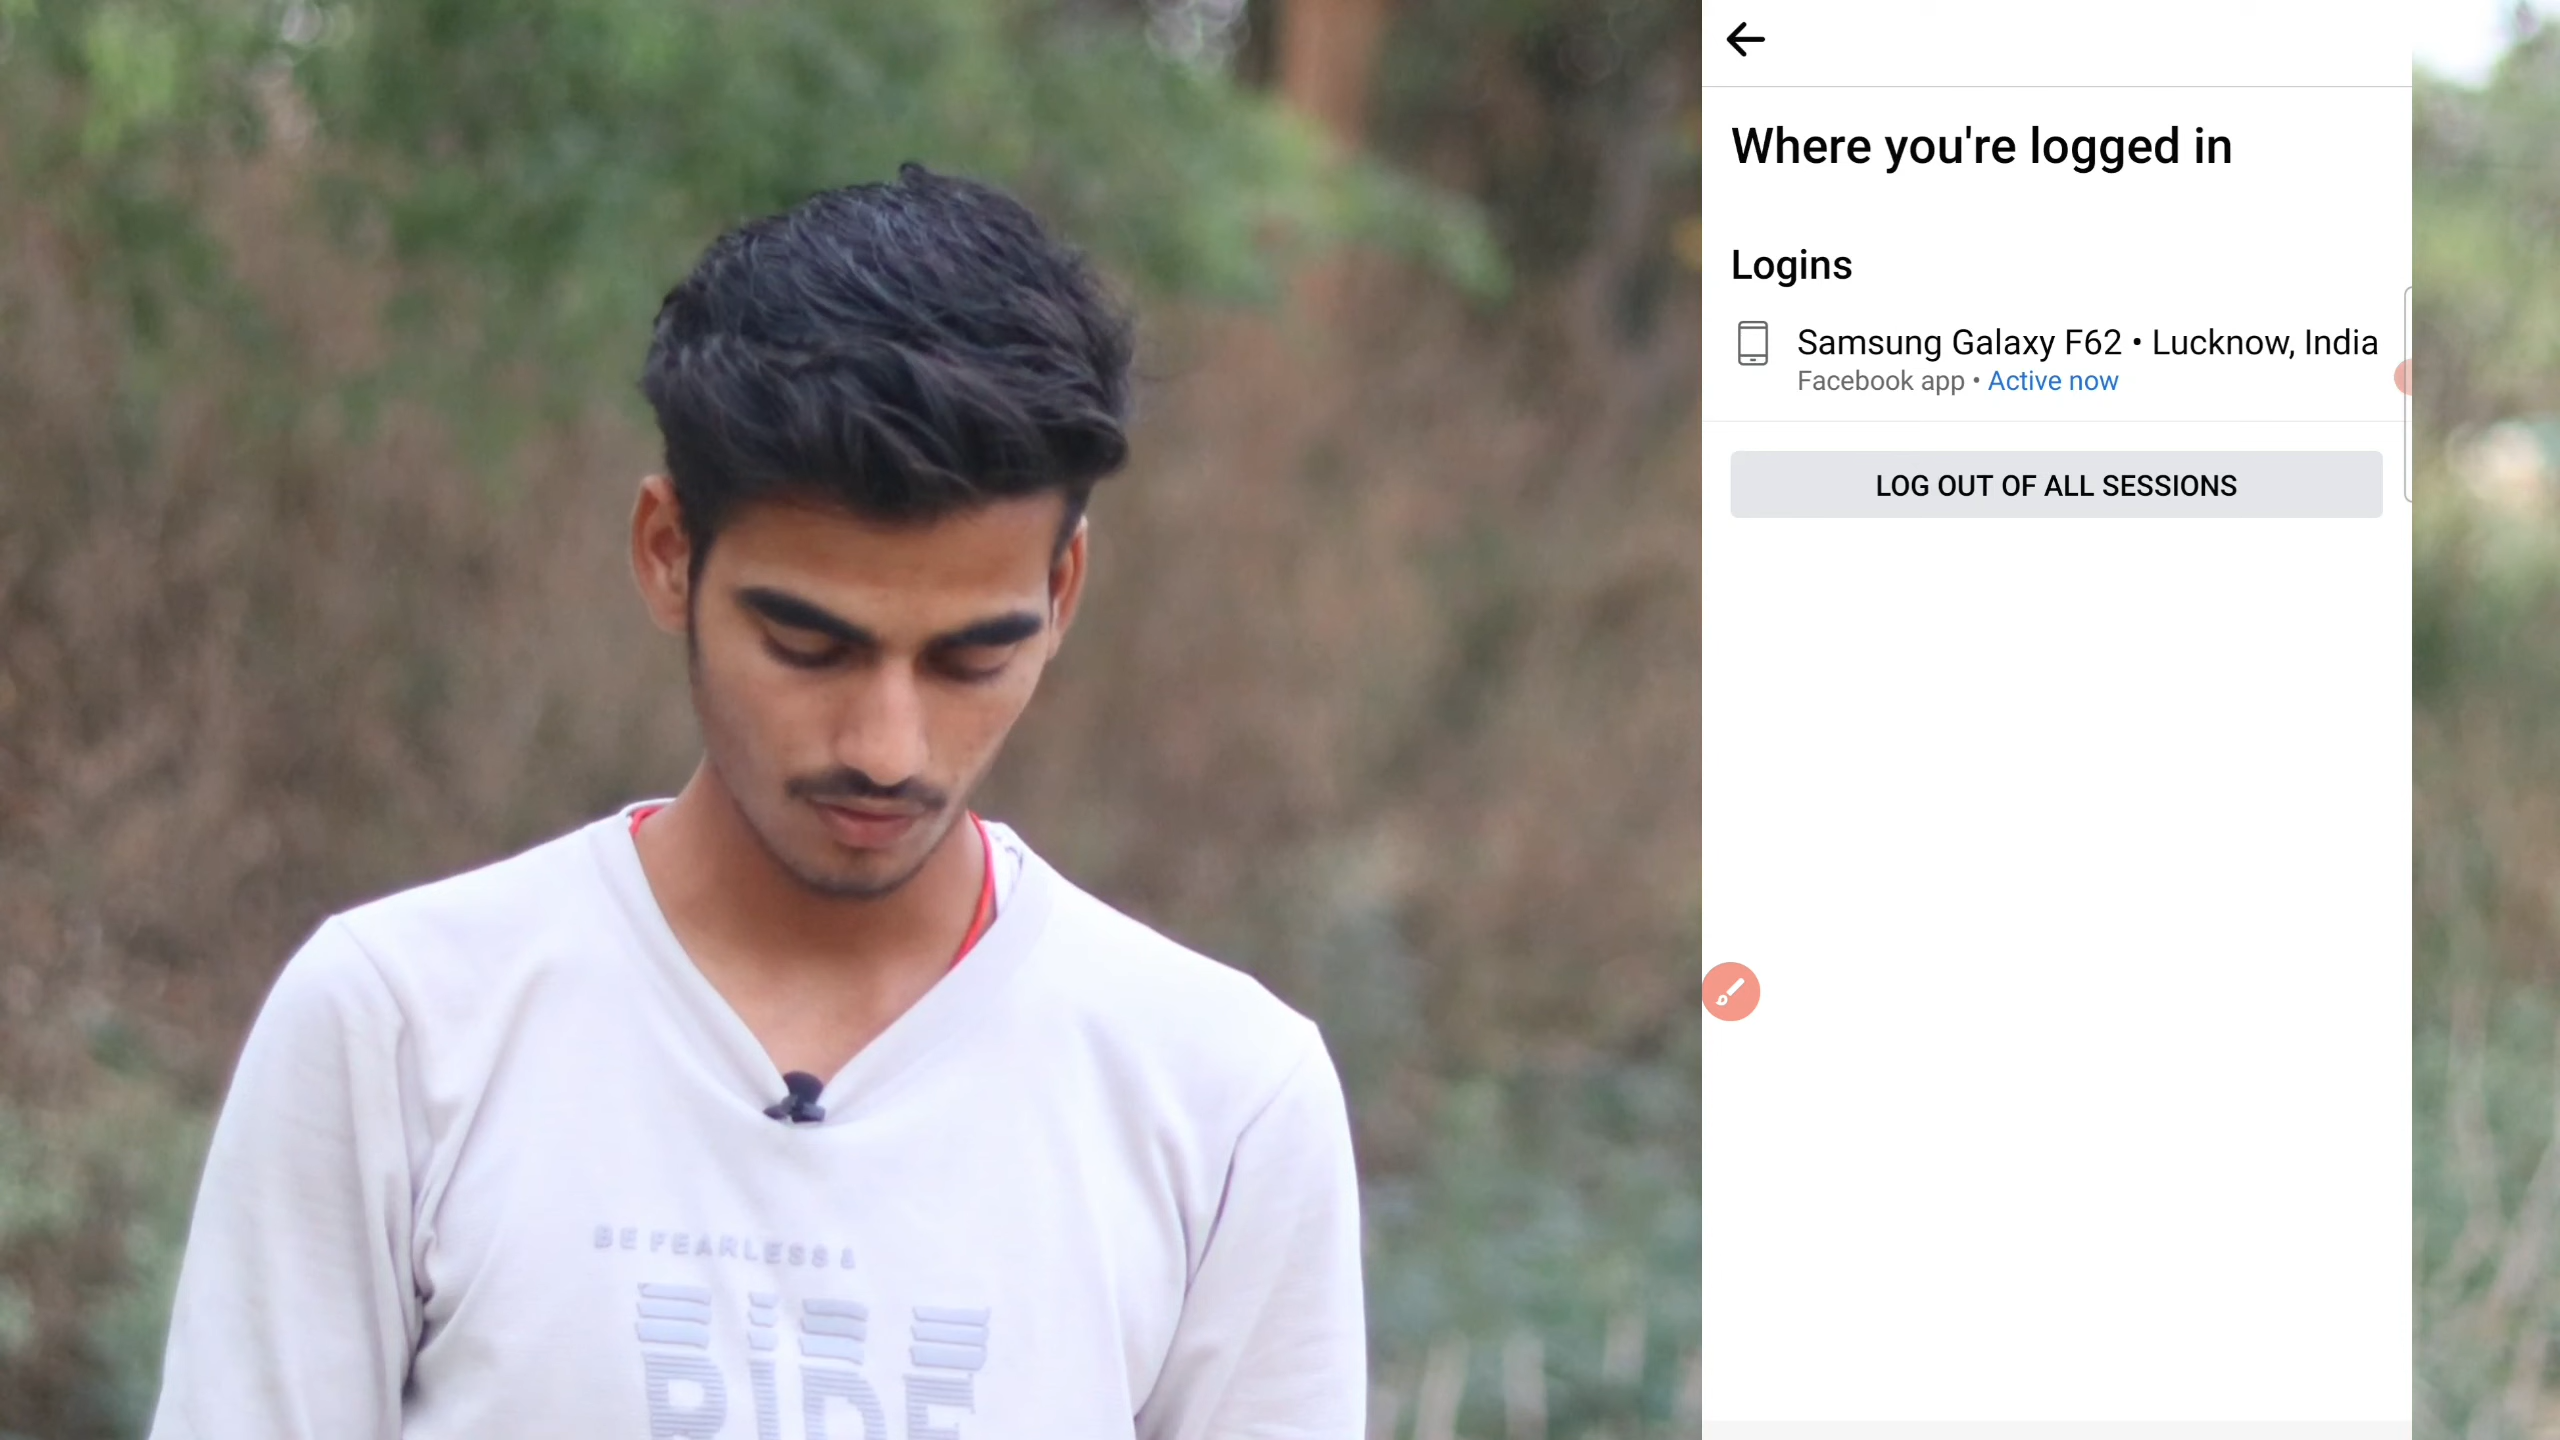 Where you're logged in
Logins
Samsung Galaxy F62 • Lucknow, India
Facebook app • Active now
LOG OUT OF ALL SESSIONS
BE FEARLESS &
RIDE